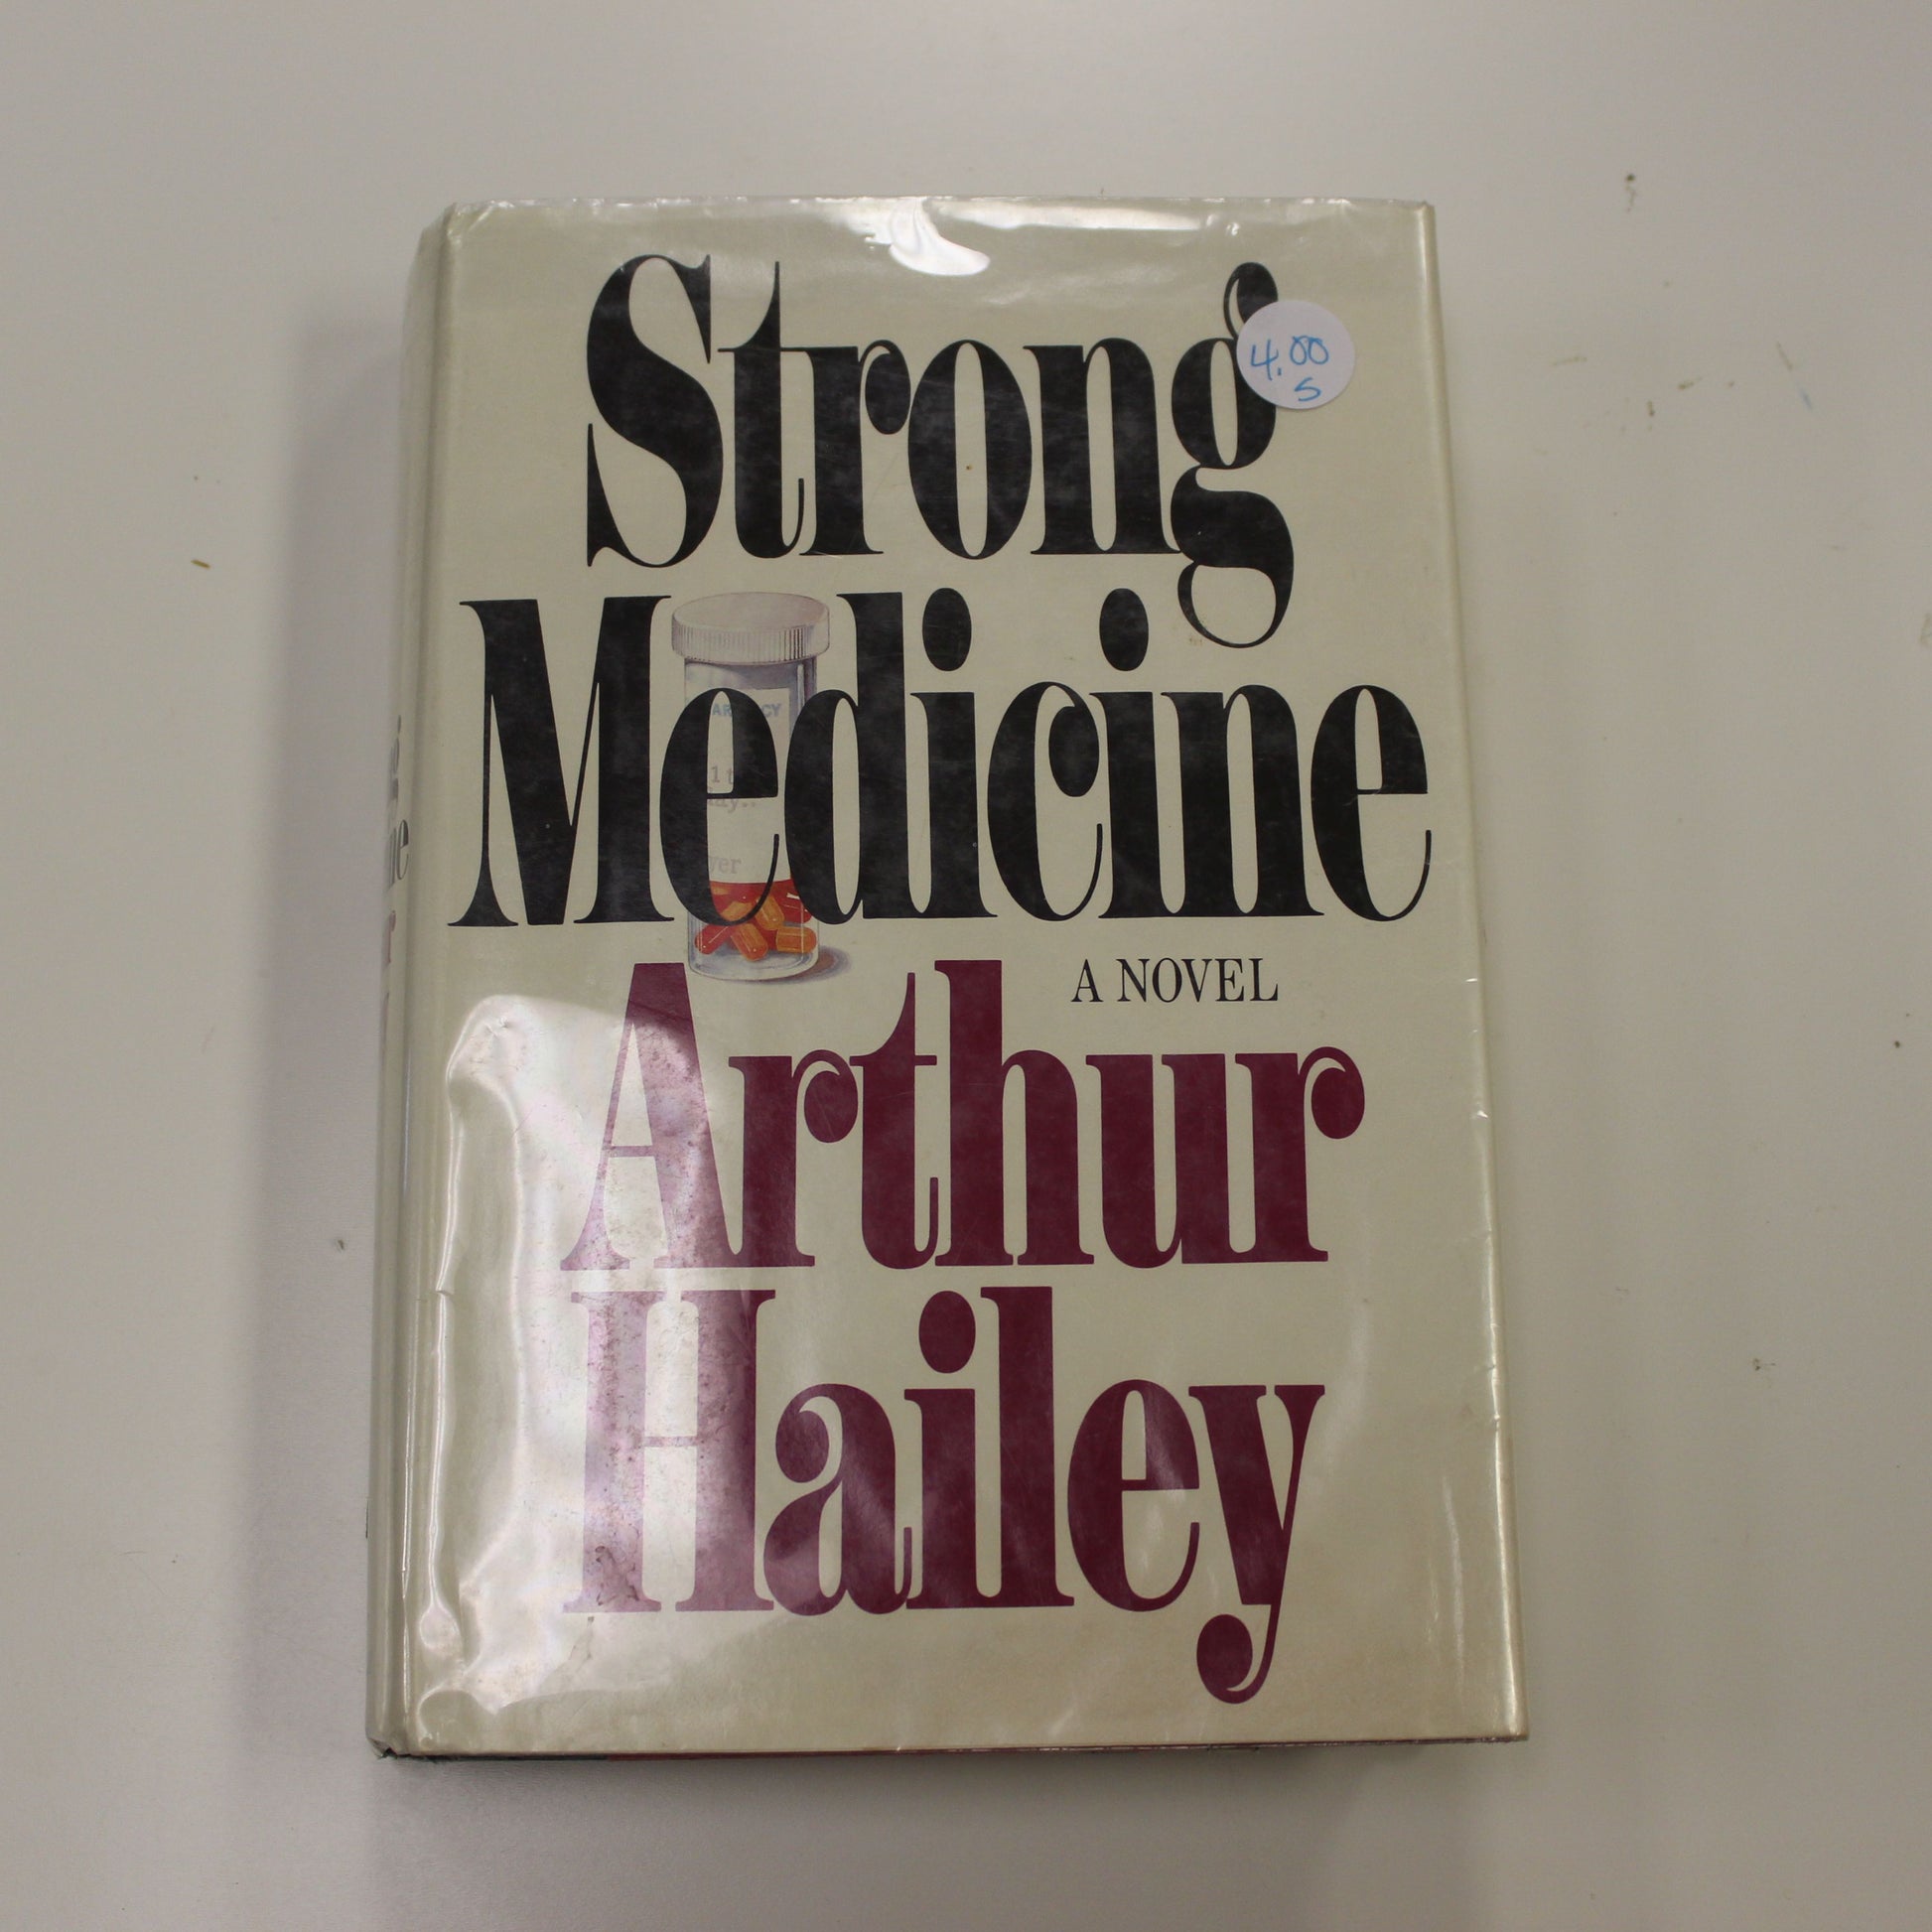 Strong
4.00
S
Medicine
A NOVEL
Arthur
Hailey